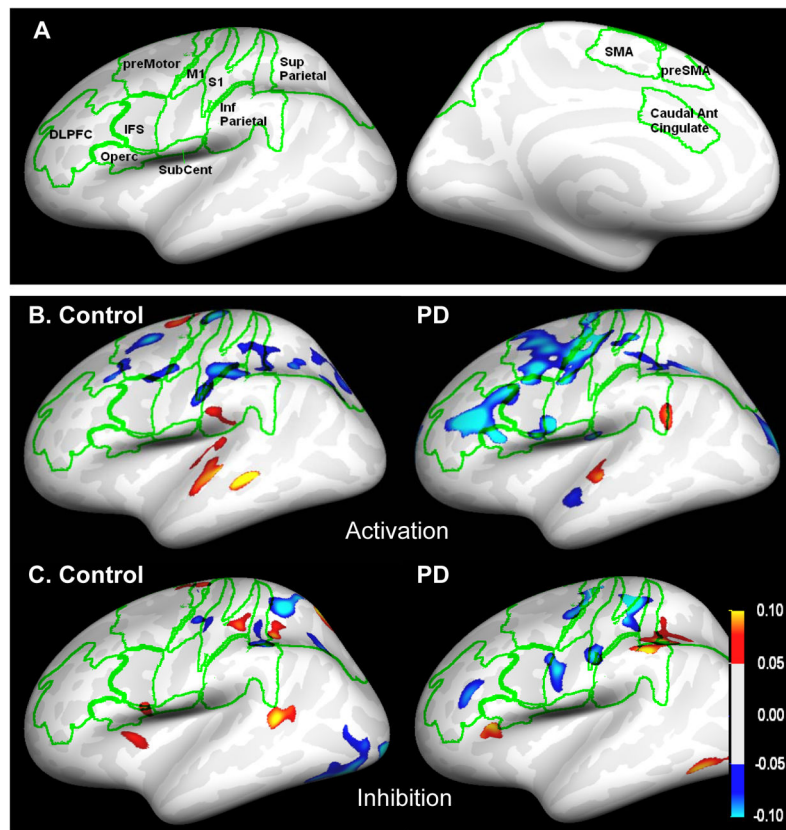 A
preMotor
M1
S1
Sup
Parietal
Inf
Parietal
DLPFC
IFS
Operc
SubCent
SMA
preSMA
Caudal Ant
Cingulate
B. Control
PD
Activation
C. Control
PD
0.10
0.05
0.00
-0.05
-0.10
Inhibition